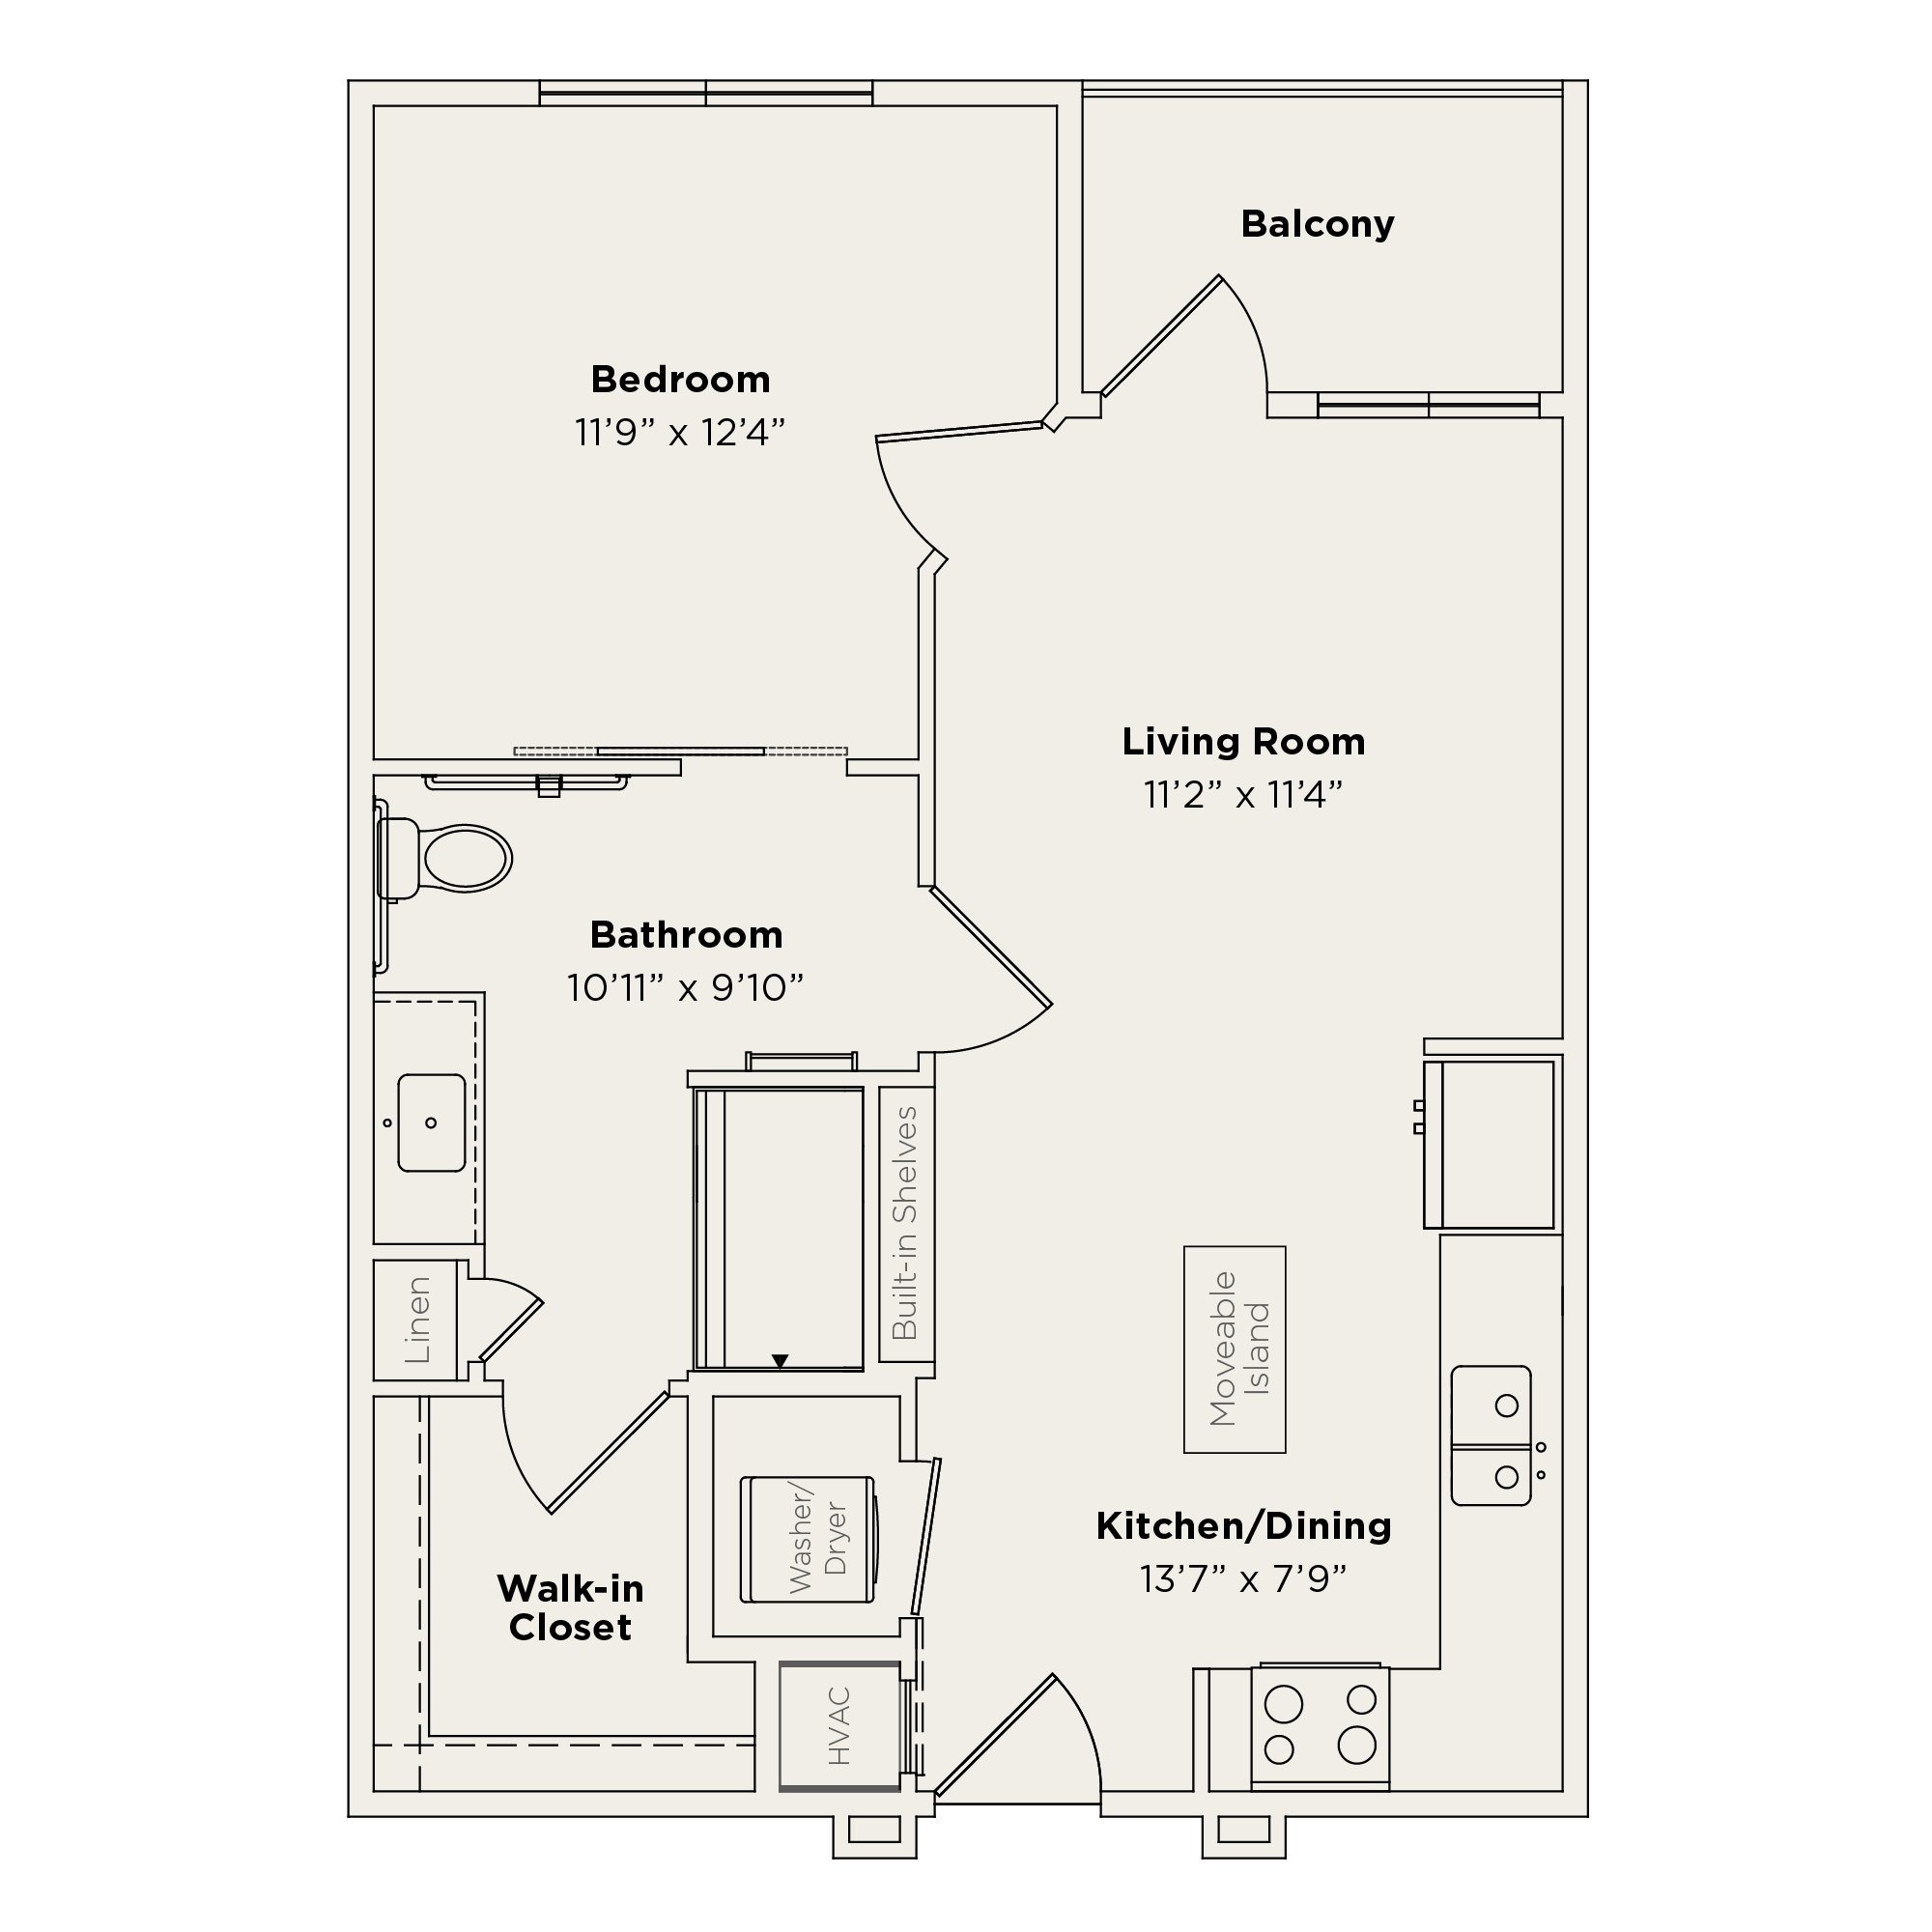 Balcony
Bedroom
11’9” x 12’4”
Living Room
11’2” x 11’4”
Bathroom
10’11” x 9’10”
Built-in Shelves
Linen
Moveable
Island
Washer/
Dryer
Kitchen/Dining
13’7” x 7’9”
Walk-in
Closet
HVAC